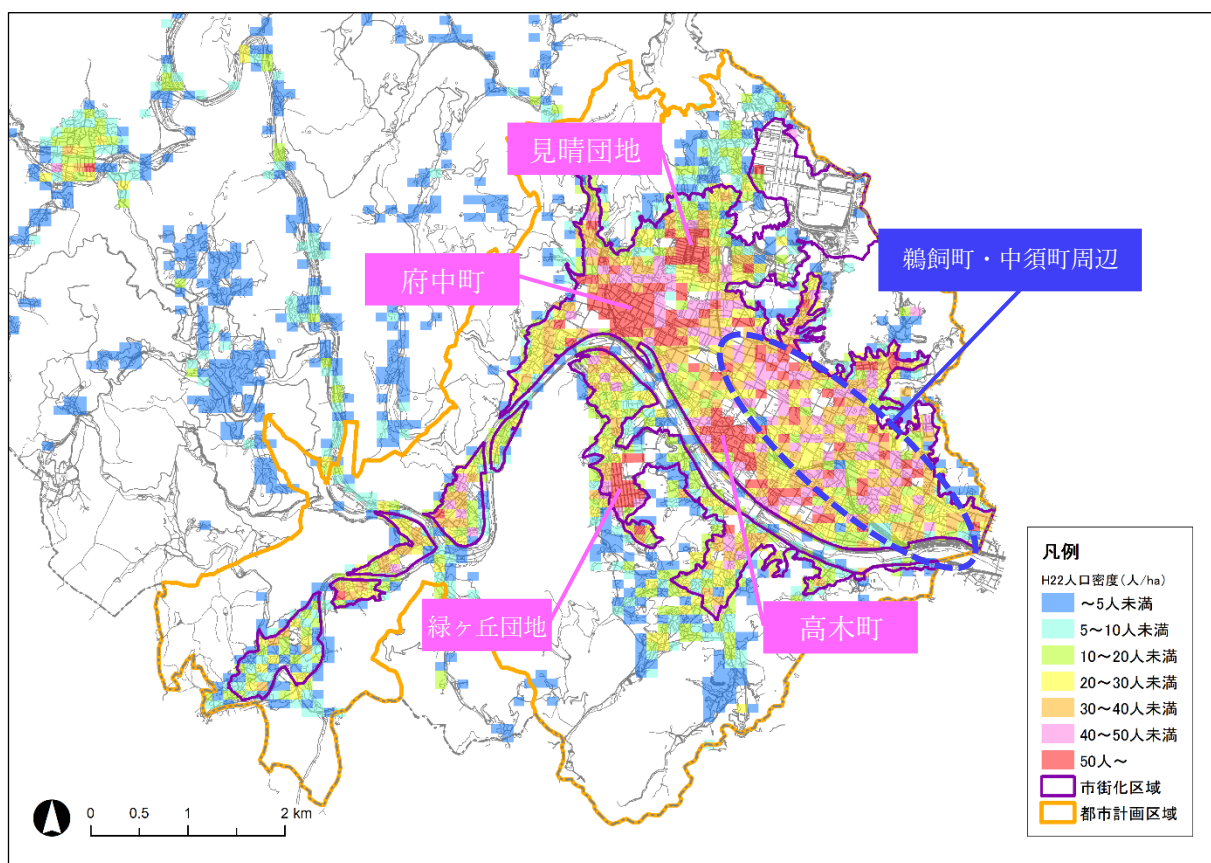 見晴団地
鵜飼町・中須町周辺
府中町
緑ヶ丘団地
高木町
凡例
H22人口密度(人/ha)
～5人未満
5～10人未満
10～20人未満
20～30人未満
30～40人未満
40～50人未満
50人～
市街化区域
都市計画区域
0 0.5 1 2 km